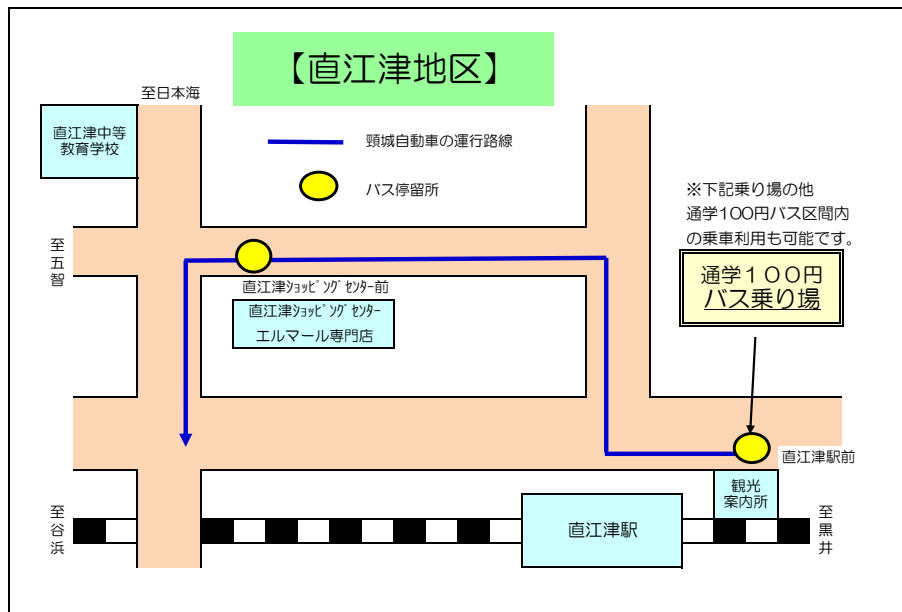 【直江津地区】
至日本海
直江津中等
教育学校
頸城自動車の運行路線
バス停留所
※下記乗り場の他
通学100円バス区間内
の乗車利用も可能です。
至五智
通学１００円
バス乗り場
直江津ｼｮｯﾋﾟﾝｸﾞｾﾝﾀｰ前
直江津ｼｮｯﾋﾟﾝｸﾞｾﾝﾀｰ
エルマール専門店
直江津駅前
観光
案内所
至谷浜
直江津駅
至黒井